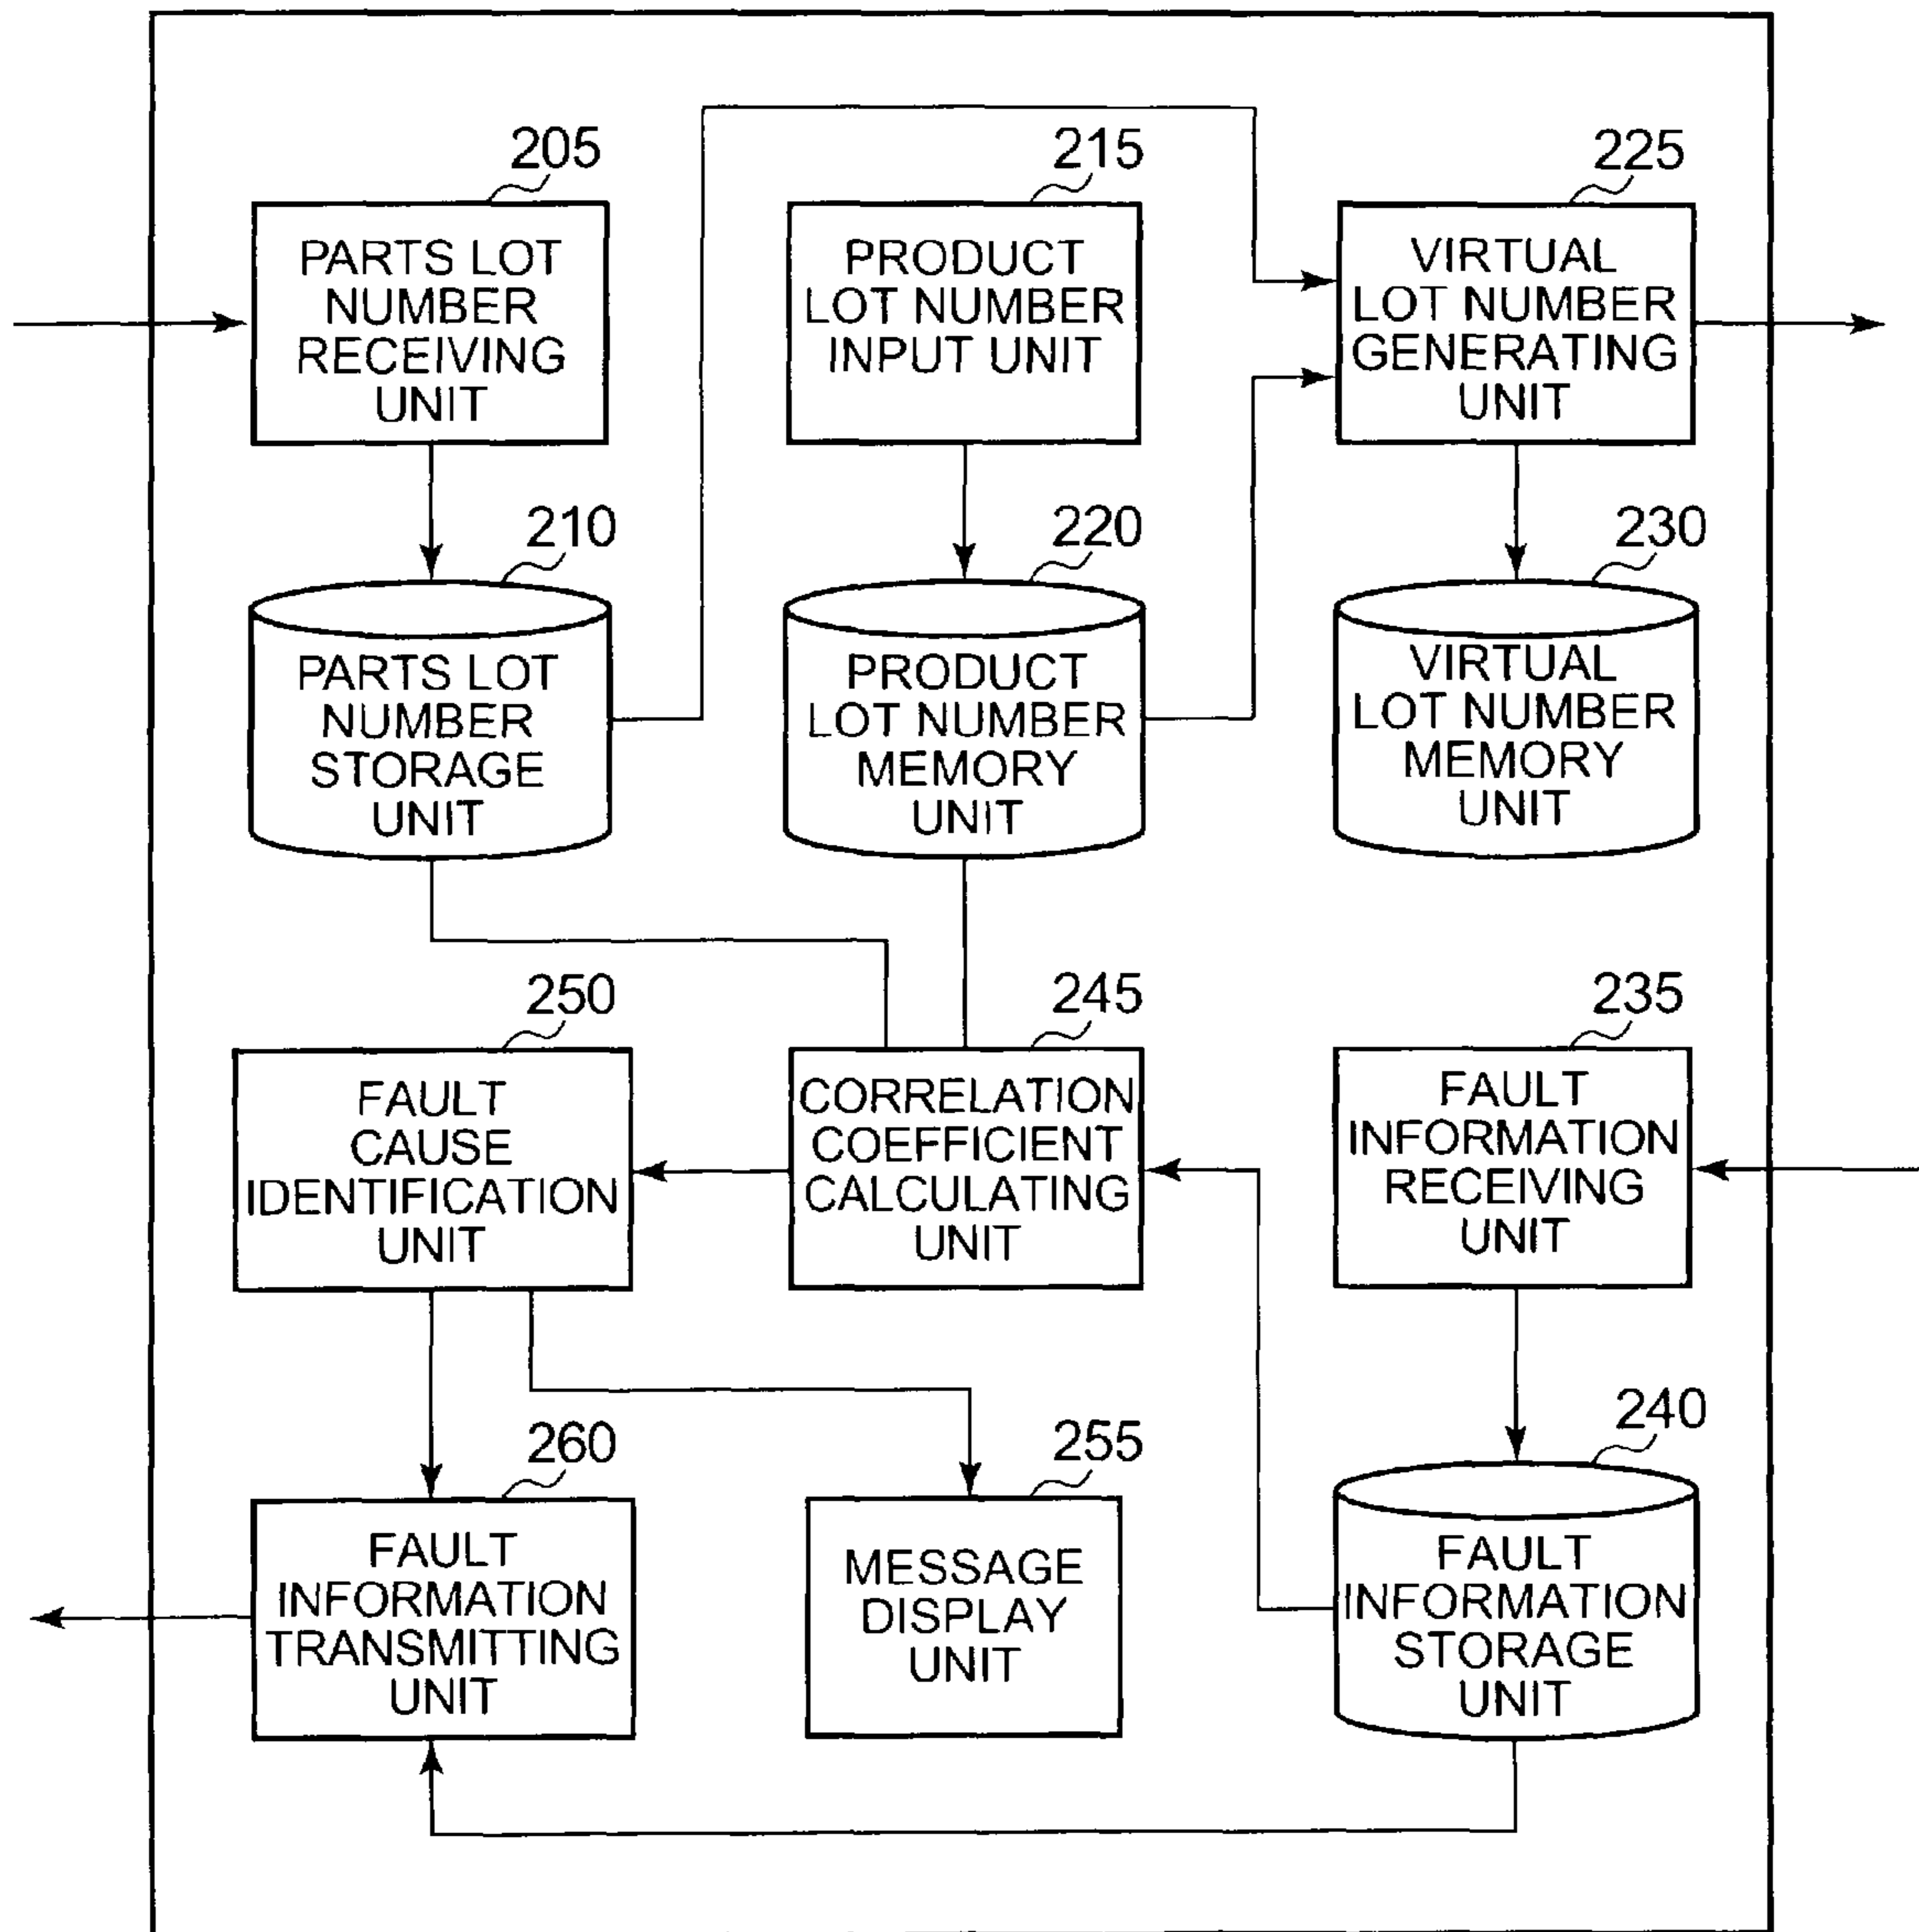 205
PARTS LOT
NUMBER
RECEIVING
UNIT
215
PRODUCT
LOT NUMBER
INPUT UNIT
225
VIRTUAL
LOT NUMBER
GENERATING
UNIT
210
PARTS LOT
NUMBER
STORAGE
UNIT
220
PRODUCT
LOT NUMBER
MEMORY
UNIT
230
VIRTUAL
LOT NUMBER
MEMORY
UNIT
250
FAULT
CAUSE
IDENTIFICATION
UNIT
245
CORRELATION
COEFFICIENT
CALCULATING
UNIT
235
FAULT
INFORMATION
RECEIVING
UNIT
260
FAULT
INFORMATION
TRANSMITTING
UNIT
255
MESSAGE
DISPLAY
UNIT
240
FAULT
INFORMATION
STORAGE
UNIT